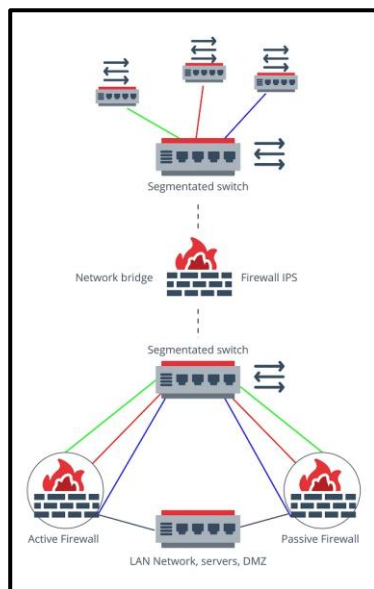 Segmentated switch
Network bridge
Firewall IPS
Segmentated switch
Active Firewall
Passive Firewall
LAN Network, servers, DMZ